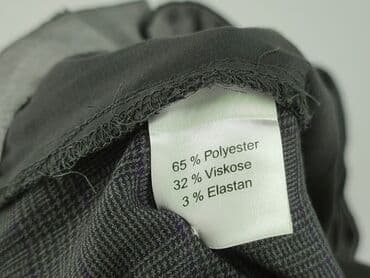 65 % Polyester
32 % Viskose
3 % Elastan